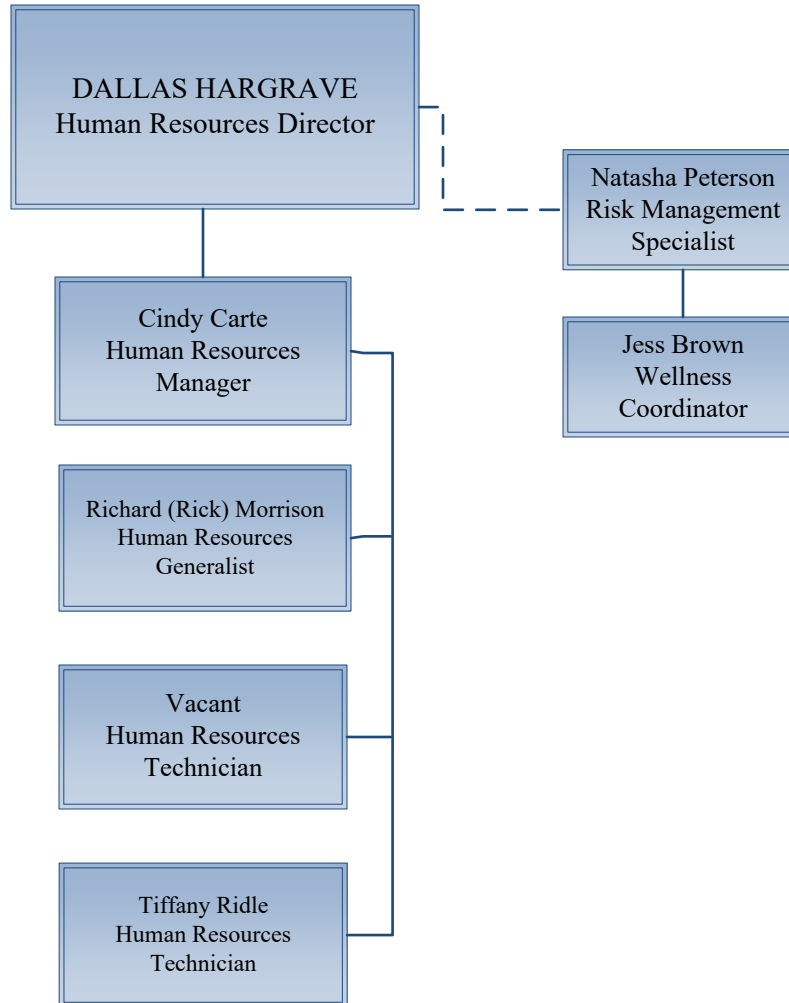 DALLAS HARGRAVE
Human Resources Director
Natasha Peterson
Risk Management
Specialist
Cindy Carte
Human Resources
Manager
Jess Brown
Wellness
Coordinator
Richard (Rick) Morrison
Human Resources
Generalist
Vacant
Human Resources
Technician
Tiffany Ridle
Human Resources
Technician